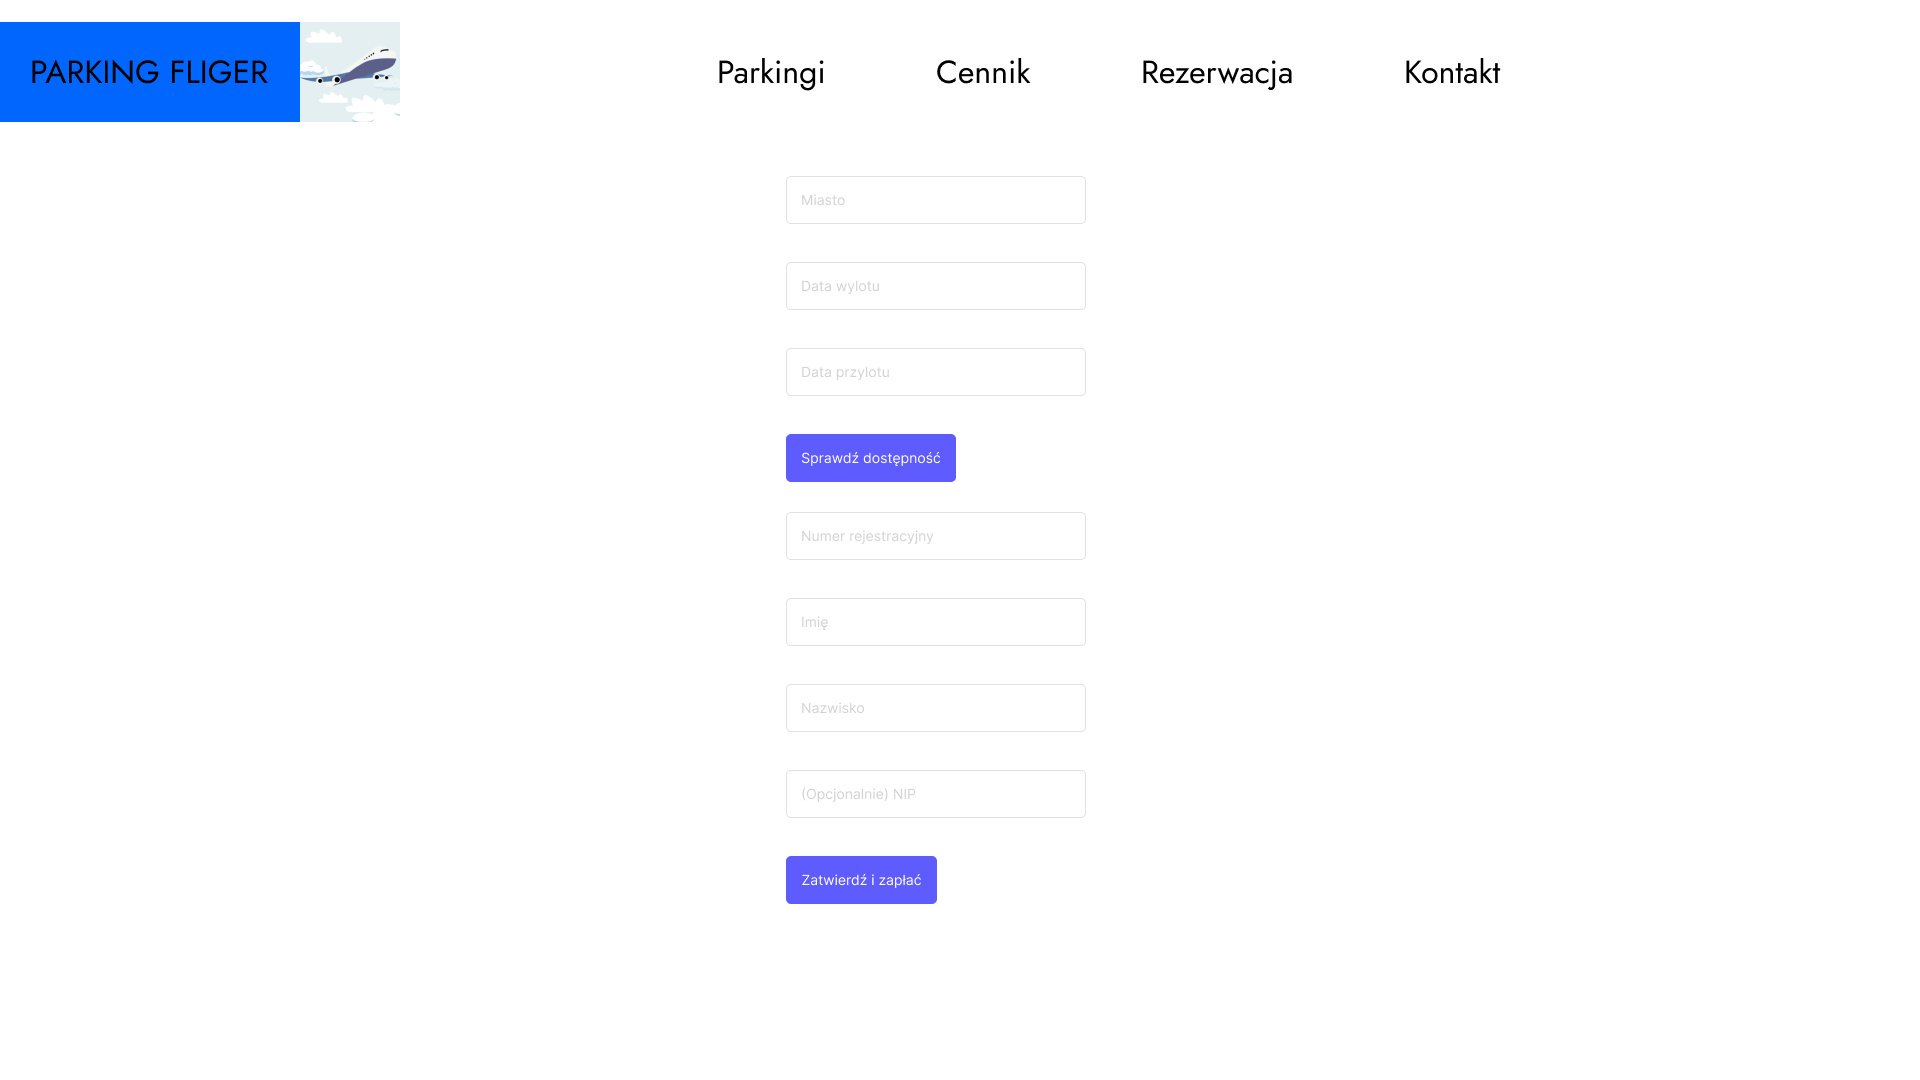 PARKING FLIGER
Parkingi Cennik Rezerwacja Kontakt
Miasto
Data wylotu
Data przylotu
Sprawdź dostępność
Numer rejestracyjny
Imię
Nazwisko
(Opcjonalnie) NIP
Zatwierdź i zapłać